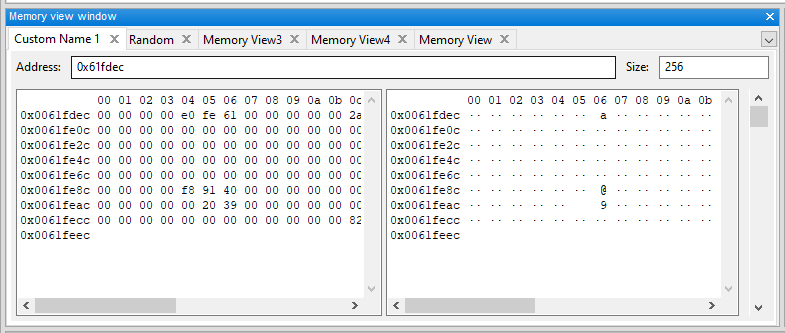 Memory view window
Custom Name 1 Random Memory View3 Memory View4 Memory View
Address: 0x61fdec Size: 256
00 01 02 03 04 05 06 07 08 09 0a 0b 0c
0x0061fdec 00 00 00 00 e0 fe 61 00 00 00 00 00 2a
0x0061fe0c 00 00 00 00 00 00 00 00 00 00 00 00 00
0x0061fe2c 00 00 00 00 00 00 00 00 00 00 00 00 00
0x0061fe4c 00 00 00 00 00 00 00 00 00 00 00 00 00
0x0061fe6c 00 00 00 00 00 00 00 00 00 00 00 00 00
0x0061fe8c 00 00 00 00 f8 91 40 00 00 00 00 00 00
0x0061feac 00 00 00 00 00 20 39 00 00 00 00 00 00
0x0061fecc 00 00 00 00 00 00 00 00 00 00 00 00 82
0x0061feec
00 01 02 03 04 05 06 07 08 09 0a 0b
0x0061fdec .. .. .. .. .. .. a .. .. .. .. ..
0x0061fe0c .. .. .. .. .. .. .. .. .. .. .. ..
0x0061fe2c .. .. .. .. .. .. .. .. .. .. .. ..
0x0061fe4c .. .. .. .. .. .. .. .. .. .. .. ..
0x0061fe6c .. .. .. .. .. .. .. .. .. .. .. ..
0x0061fe8c .. .. .. .. .. .. @ .. .. .. .. ..
0x0061feac .. .. .. .. .. 9 .. .. .. .. ..
0x0061fecc .. .. .. .. .. .. .. .. .. .. .. ..
0x0061feec